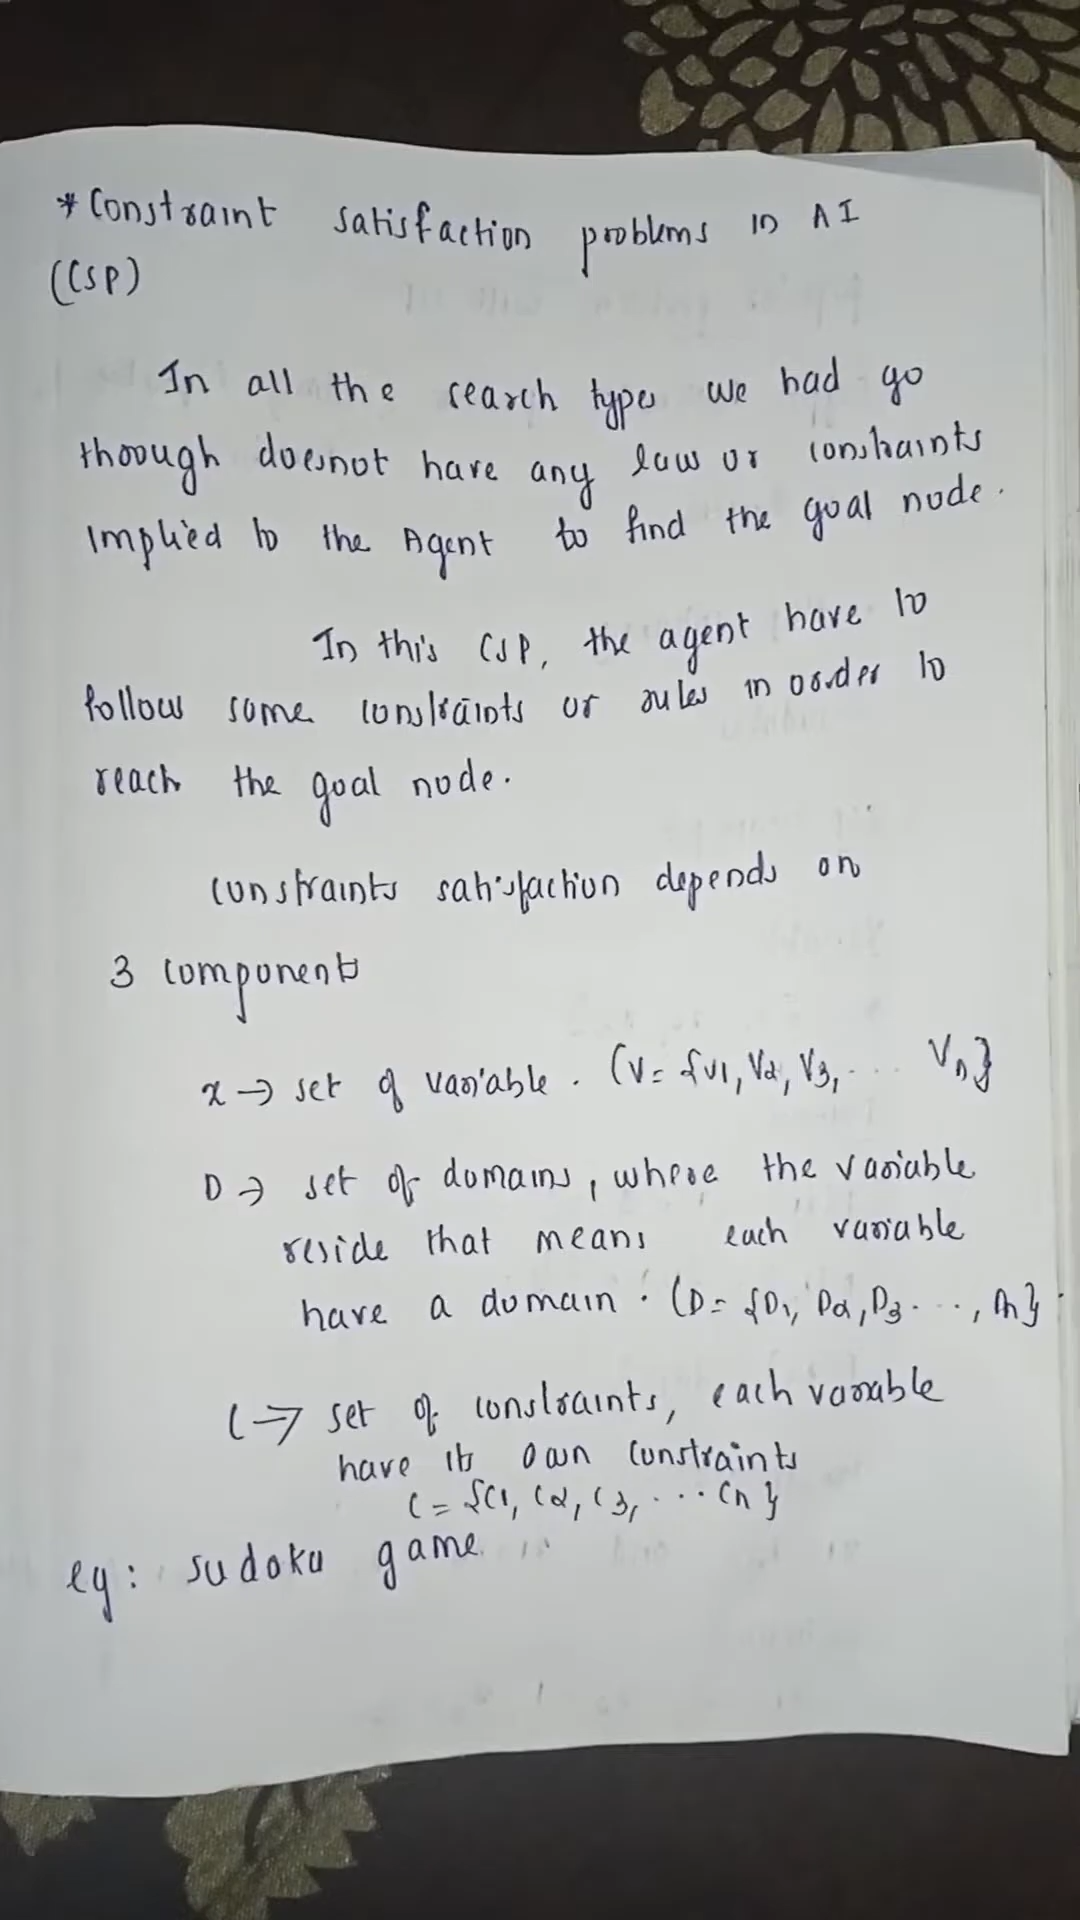 * Constraint satisfaction problems in AI
(CSP)
In all the search types we had go
through doesnot have any law or constraints
Implied to the Agent to find the goal node.
In this CSP, the agent have to
follow some constraints or rules in order to
reach the goal node.
constraints satisfaction depends on
3 components
x → set of variable. (V = {V1, V2, V3, ... Vn}
D → set of domains, where the variable
reside that means each variable
have a domain. (D = {D1, D2, D3 ..., Dn}.
C → set of constraints, each variable
have its own constraints
C = {C1, C2, C3, ... Cn}
eg: sudoku game